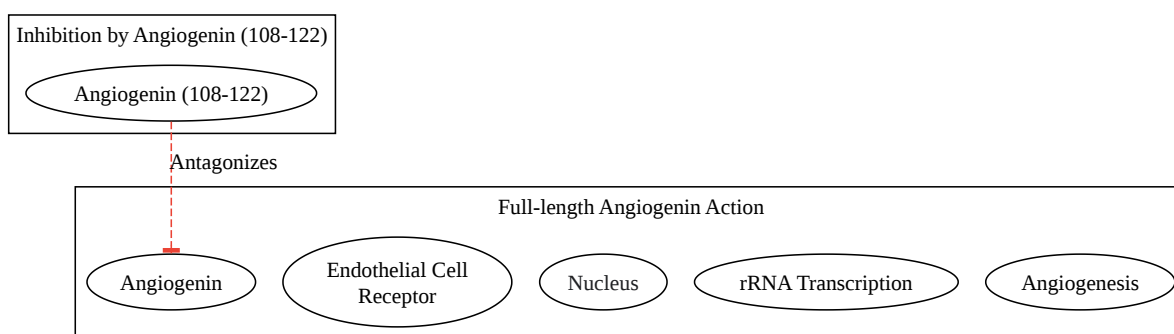 Inhibition by Angiogenin (108-122)
Angiogenin (108-122)
Antagonizes
Full-length Angiogenin Action
Angiogenin
Endothelial Cell
Receptor
Nucleus
rRNA Transcription
Angiogenesis